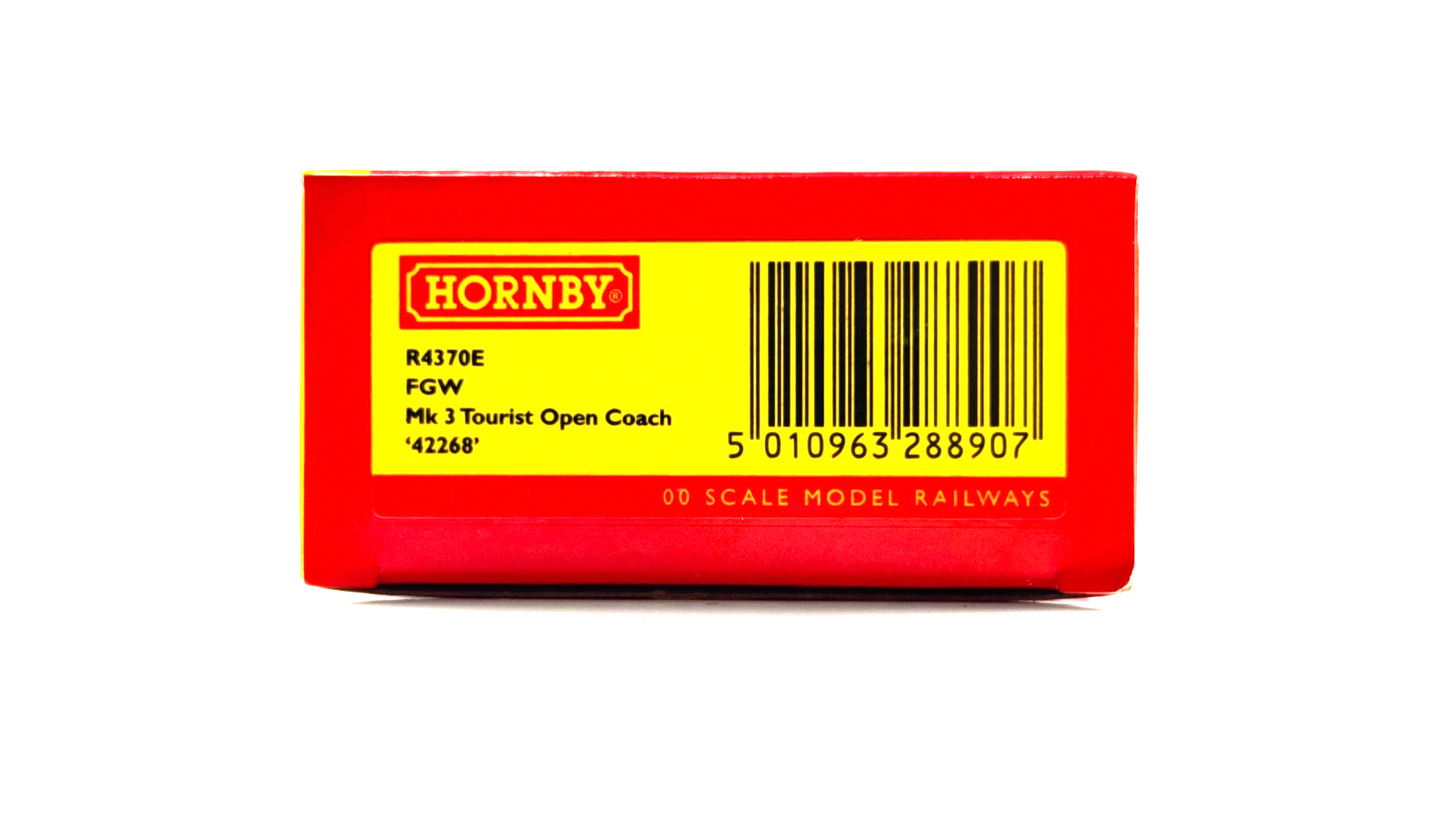 HORNBY®
R4370E
FGW
Mk 3 Tourist Open Coach
‘42268’
5 010963 288907
00 SCALE MODEL RAILWAYS